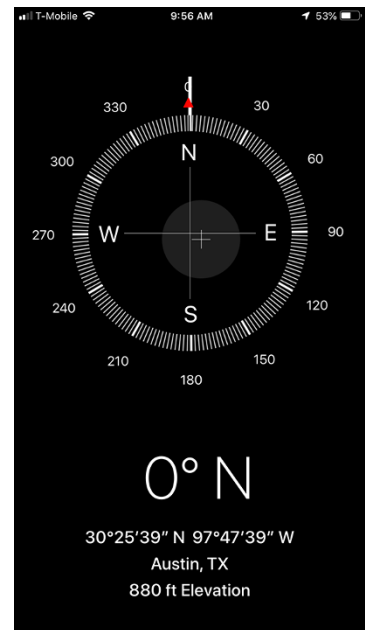 T-Mobile 9:56 AM 53%
0
330 30
300 60
N
270 W E 90
S
240 120
210 150
180
0° N
30°25'39" N 97°47'39" W
Austin, TX
880 ft Elevation